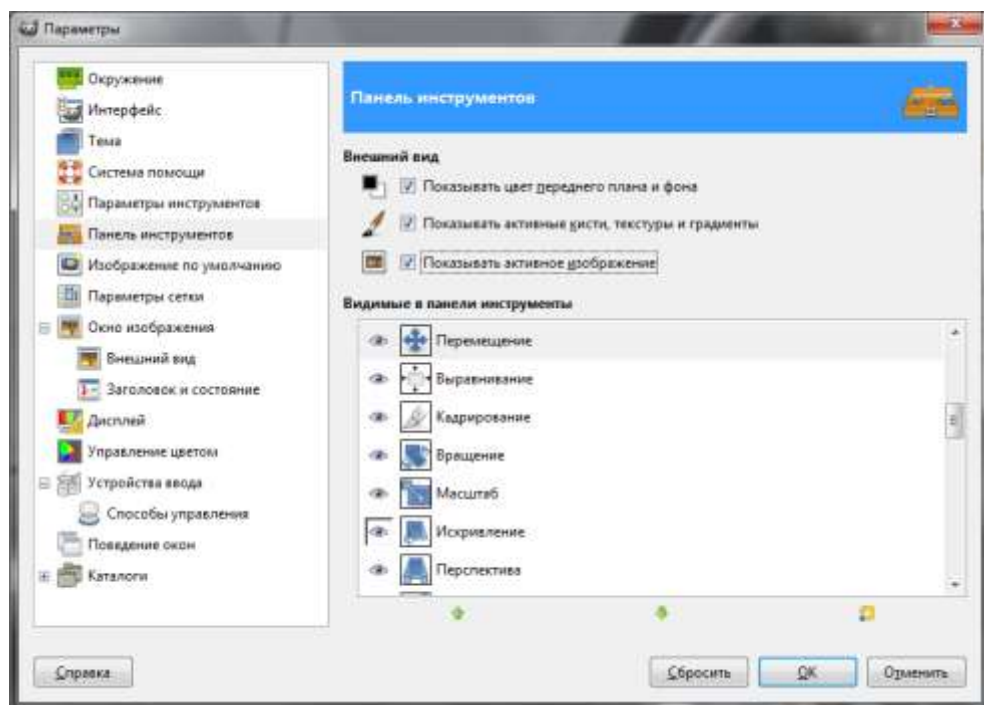 Параметры
Окружение
Интерфейс
Тема
Система помощи
Параметры инструментов
Панель инструментов
Изображение по умолчанию
Параметры сетки
Окно изображения
Внешний вид
Заголовок и состояние
Дисплей
Управление цветом
Устройства ввода
Способы управления
Поведение окон
Каталоги
Панель инструментов
Внешний вид
Показывать цвет переднего плана и фона
Показывать активные кисти, текстуры и градиенты
Показывать активное изображение
Видимые в панели инструменты
Перемещение
Выравнивание
Кадрирование
Вращение
Масштаб
Искривление
Перспектива
Справка
Сбросить
OK
Отменить